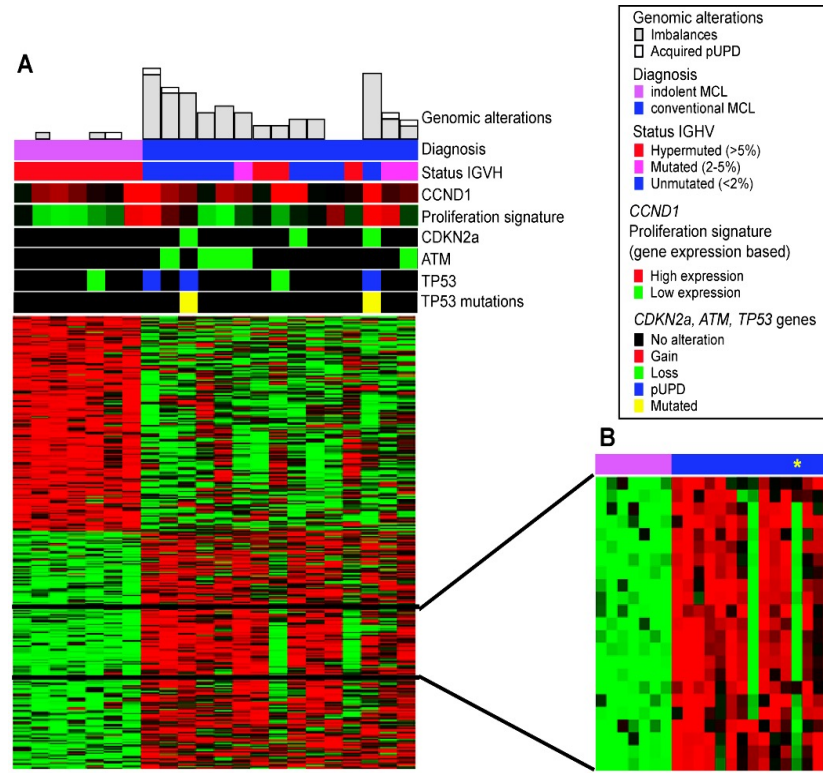 A
Genomic alterations
Diagnosis
Status IGVH
CCND1
Proliferation signature
CDKN2a
ATM
TP53
TP53 mutations
Genomic alterations
Imbalances
Acquired pUPD
Diagnosis
indolent MCL
conventional MCL
Status IGHV
Hypermuted (>5%)
Mutated (2-5%)
Unmutated (<2%)
CCND1
Proliferation signature
(gene expression based)
High expression
Low expression
CDKN2a, ATM, TP53 genes
No alteration
Gain
Loss
pUPD
Mutated
B
*